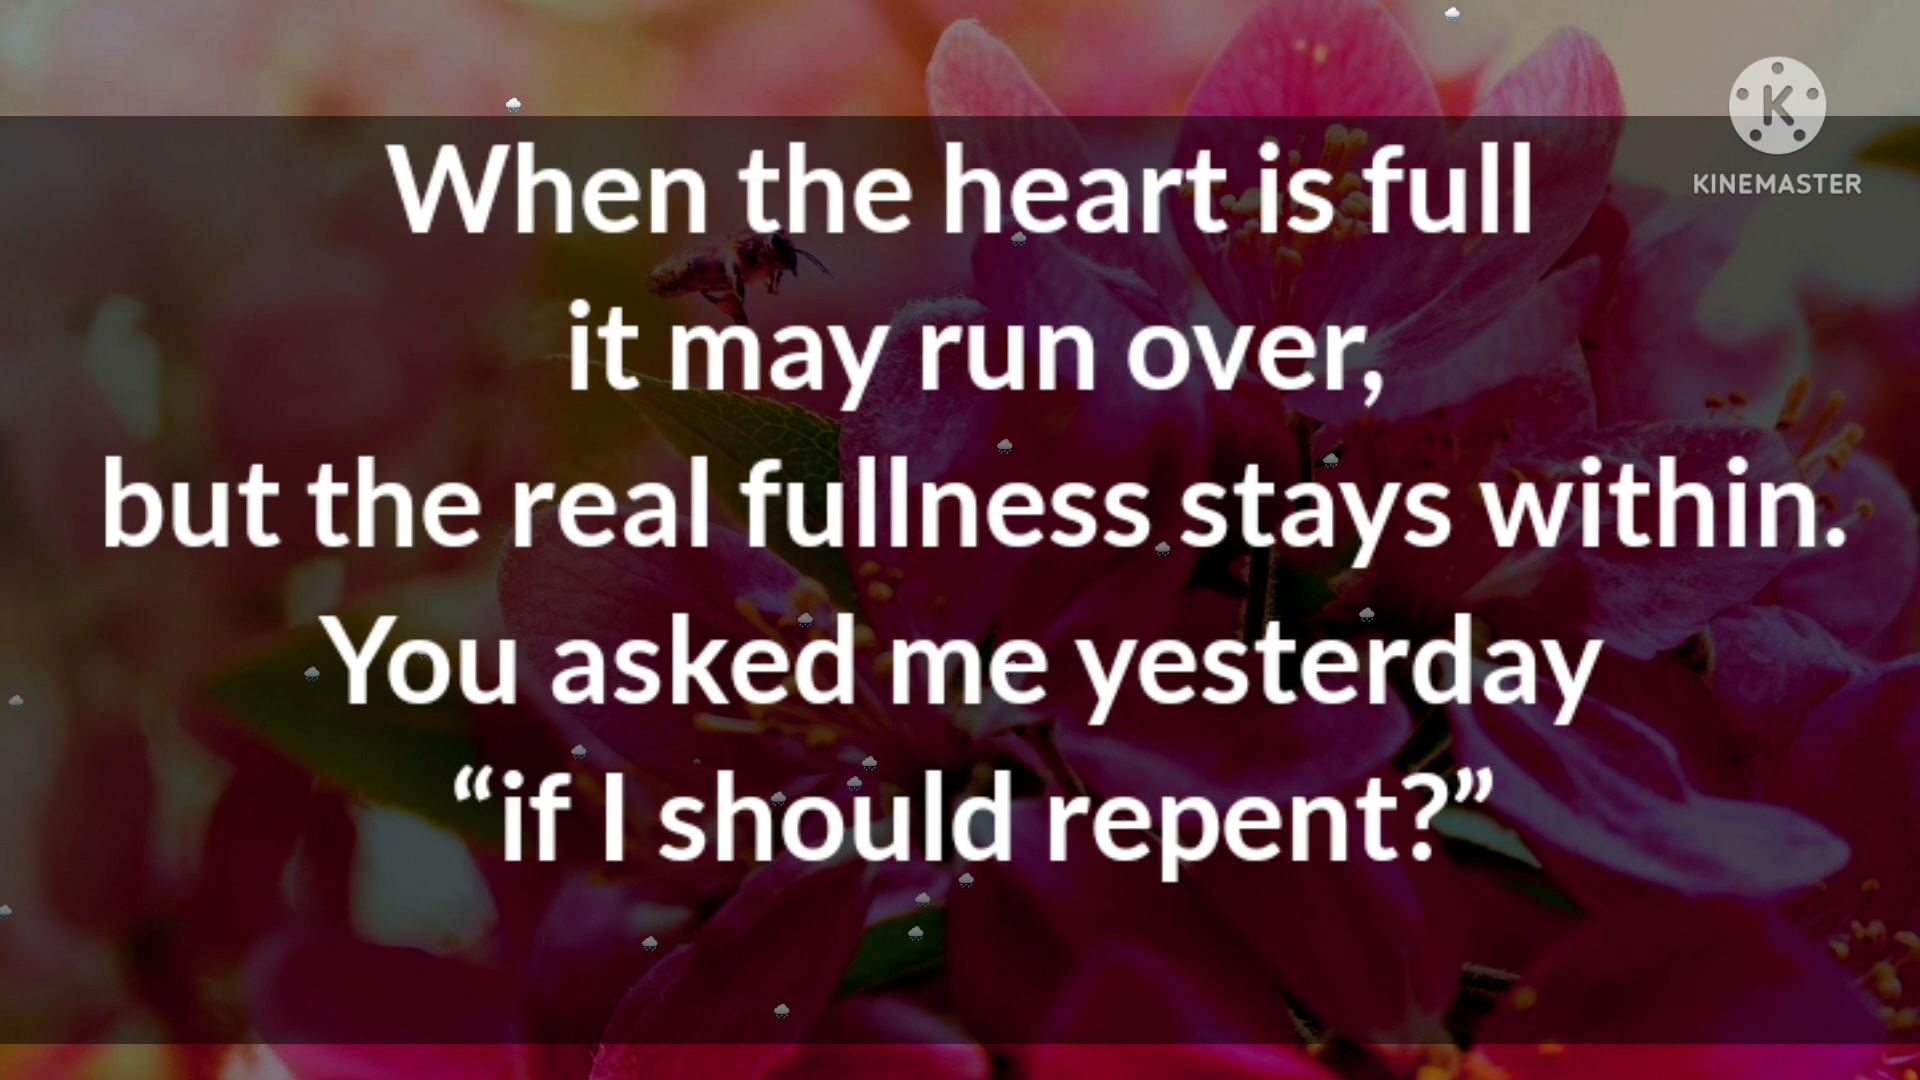 KINEMASTER
When the heart is full
it may run over,
but the real fullness stays within.
You asked me yesterday
“if I should repent?”